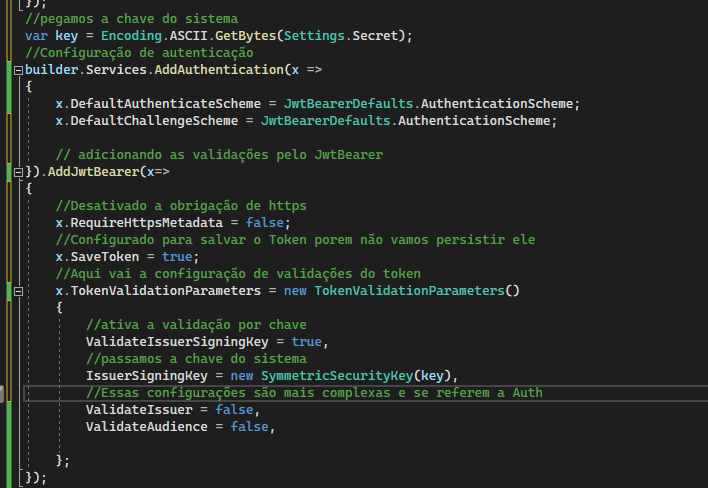 });
//pegamos a chave do sistema
var key = Encoding.ASCII.GetBytes(Settings.Secret);
//Configuração de autenticação
builder.Services.AddAuthentication(x =>
{
x.DefaultAuthenticateScheme = JwtBearerDefaults.AuthenticationScheme;
x.DefaultChallengeScheme = JwtBearerDefaults.AuthenticationScheme;
// adicionando as validações pelo JwtBearer
}).AddJwtBearer(x=>
{
//Desativado a obrigação de https
x.RequireHttpsMetadata = false;
//Configurado para salvar o Token porem não vamos persistir ele
x.SaveToken = true;
//Aqui vai a configuração de validações do token
x.TokenValidationParameters = new TokenValidationParameters()
{
//ativa a validação por chave
ValidateIssuerSigningKey = true,
//passamos a chave do sistema
IssuerSigningKey = new SymmetricSecurityKey(key),
//Essas configurações são mais complexas e se referem a Auth
ValidateIssuer = false,
ValidateAudience = false,
};
});